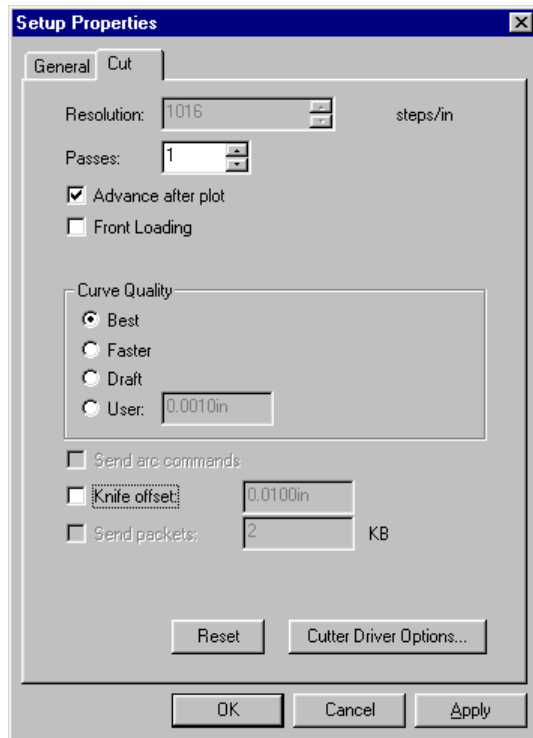 Setup Properties
General Cut
Resolution: 1016 steps/in
Passes: 1
Advance after plot
Front Loading
Curve Quality
Best
Faster
Draft
User: 0.0010in
Send arc commands
Knife offset: 0.0100in
Send packets: 2 KB
Reset Cutter Driver Options...
OK Cancel Apply